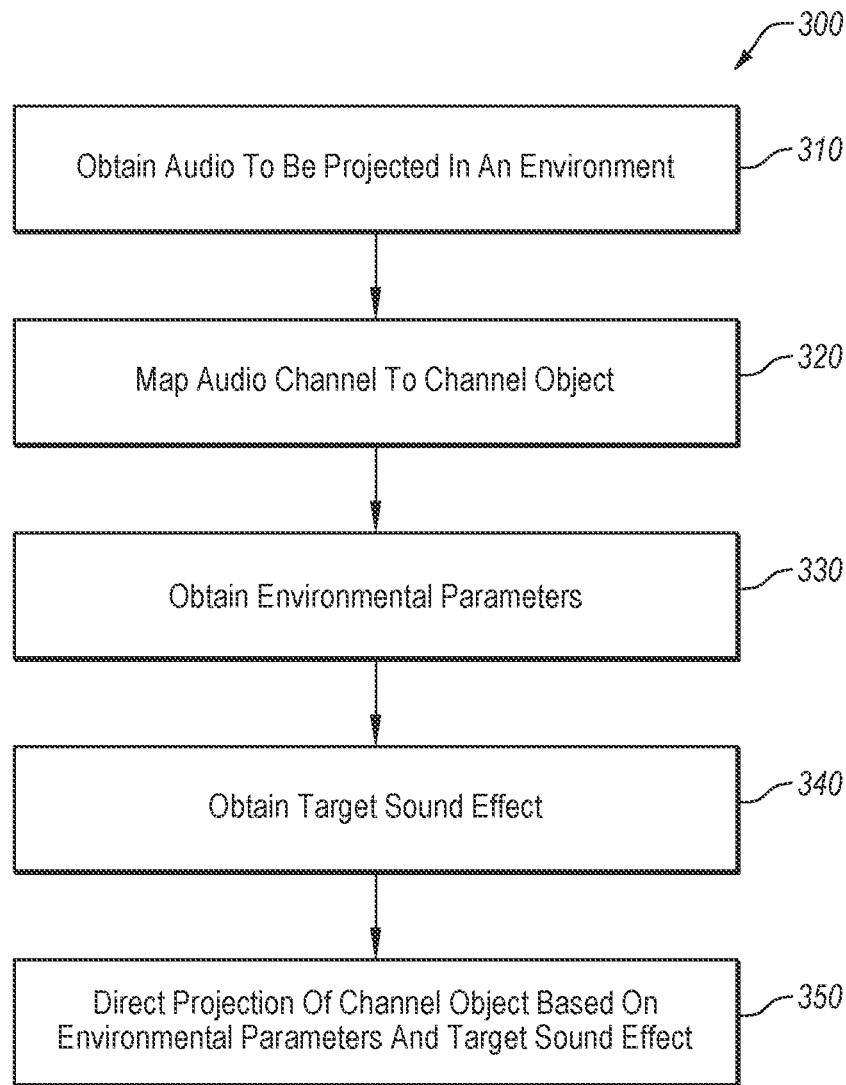 300
Obtain Audio To Be Projected In An Environment
310
Map Audio Channel To Channel Object
320
Obtain Environmental Parameters
330
Obtain Target Sound Effect
340
Direct Projection Of Channel Object Based On
Environmental Parameters And Target Sound Effect
350